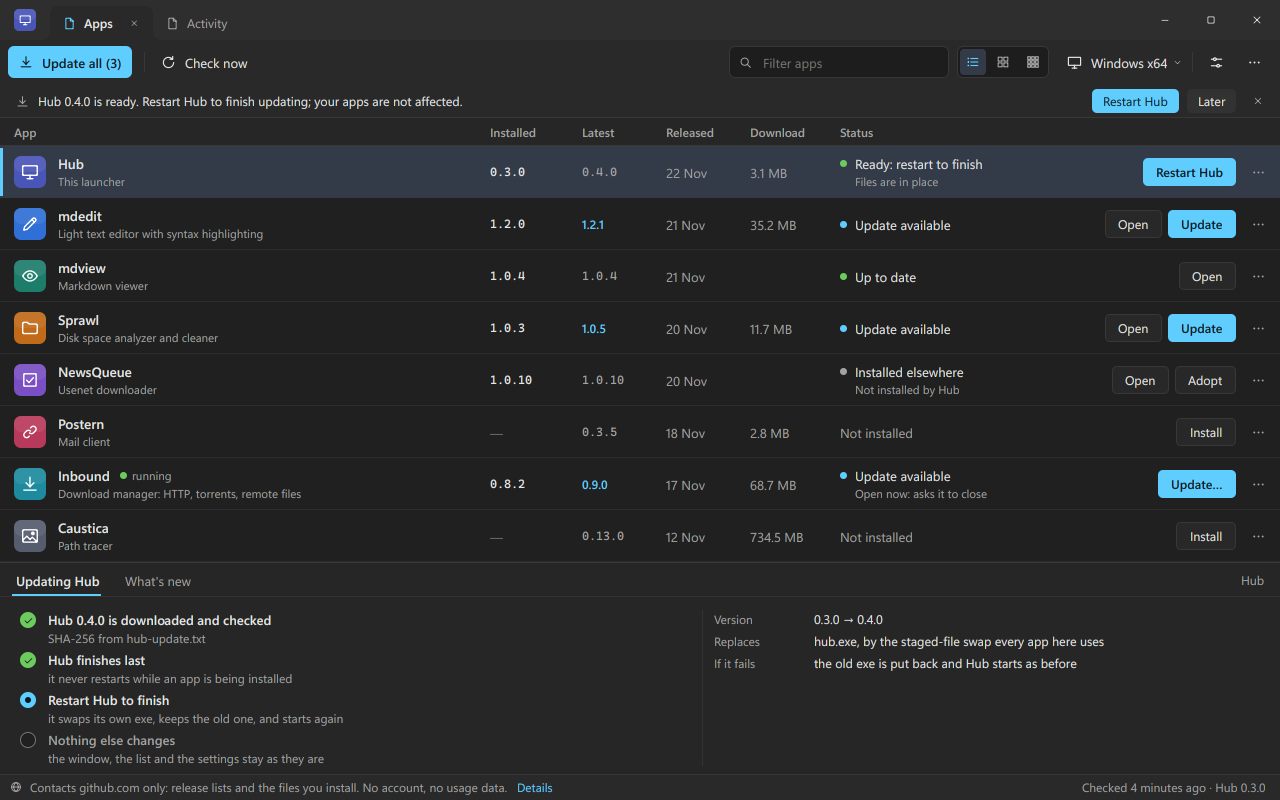 Apps
Activity
Update all (3)
Check now
Filter apps
Windows x64
Hub 0.4.0 is ready. Restart Hub to finish updating; your apps are not affected.
Restart Hub
Later
App Installed Latest Released Download Status
Hub
This launcher
0.3.0 0.4.0 22 Nov 3.1 MB
Ready: restart to finish
Files are in place
Restart Hub
mdedit
Light text editor with syntax highlighting
1.2.0 1.2.1 21 Nov 35.2 MB
Update available
Open Update
mdview
Markdown viewer
1.0.4 1.0.4 21 Nov
Up to date
Open
Sprawl
Disk space analyzer and cleaner
1.0.3 1.0.5 20 Nov 11.7 MB
Update available
Open Update
NewsQueue
Usenet downloader
1.0.10 1.0.10 20 Nov
Installed elsewhere
Not installed by Hub
Open Adopt
Postern
Mail client
— 0.3.5 18 Nov 2.8 MB
Not installed
Install
Inbound running
Download manager: HTTP, torrents, remote files
0.8.2 0.9.0 17 Nov 68.7 MB
Update available
Open now: asks it to close
Update...
Caustica
Path tracer
— 0.13.0 12 Nov 734.5 MB
Not installed
Install
Updating Hub What's new Hub
Hub 0.4.0 is downloaded and checked
SHA-256 from hub-update.txt
Hub finishes last
it never restarts while an app is being installed
Restart Hub to finish
it swaps its own exe, keeps the old one, and starts again
Nothing else changes
the window, the list and the settings stay as they are
Version 0.3.0 → 0.4.0
Replaces hub.exe, by the staged-file swap every app here uses
If it fails the old exe is put back and Hub starts as before
Contacts github.com only: release lists and the files you install. No account, no usage data. Details
Checked 4 minutes ago · Hub 0.3.0